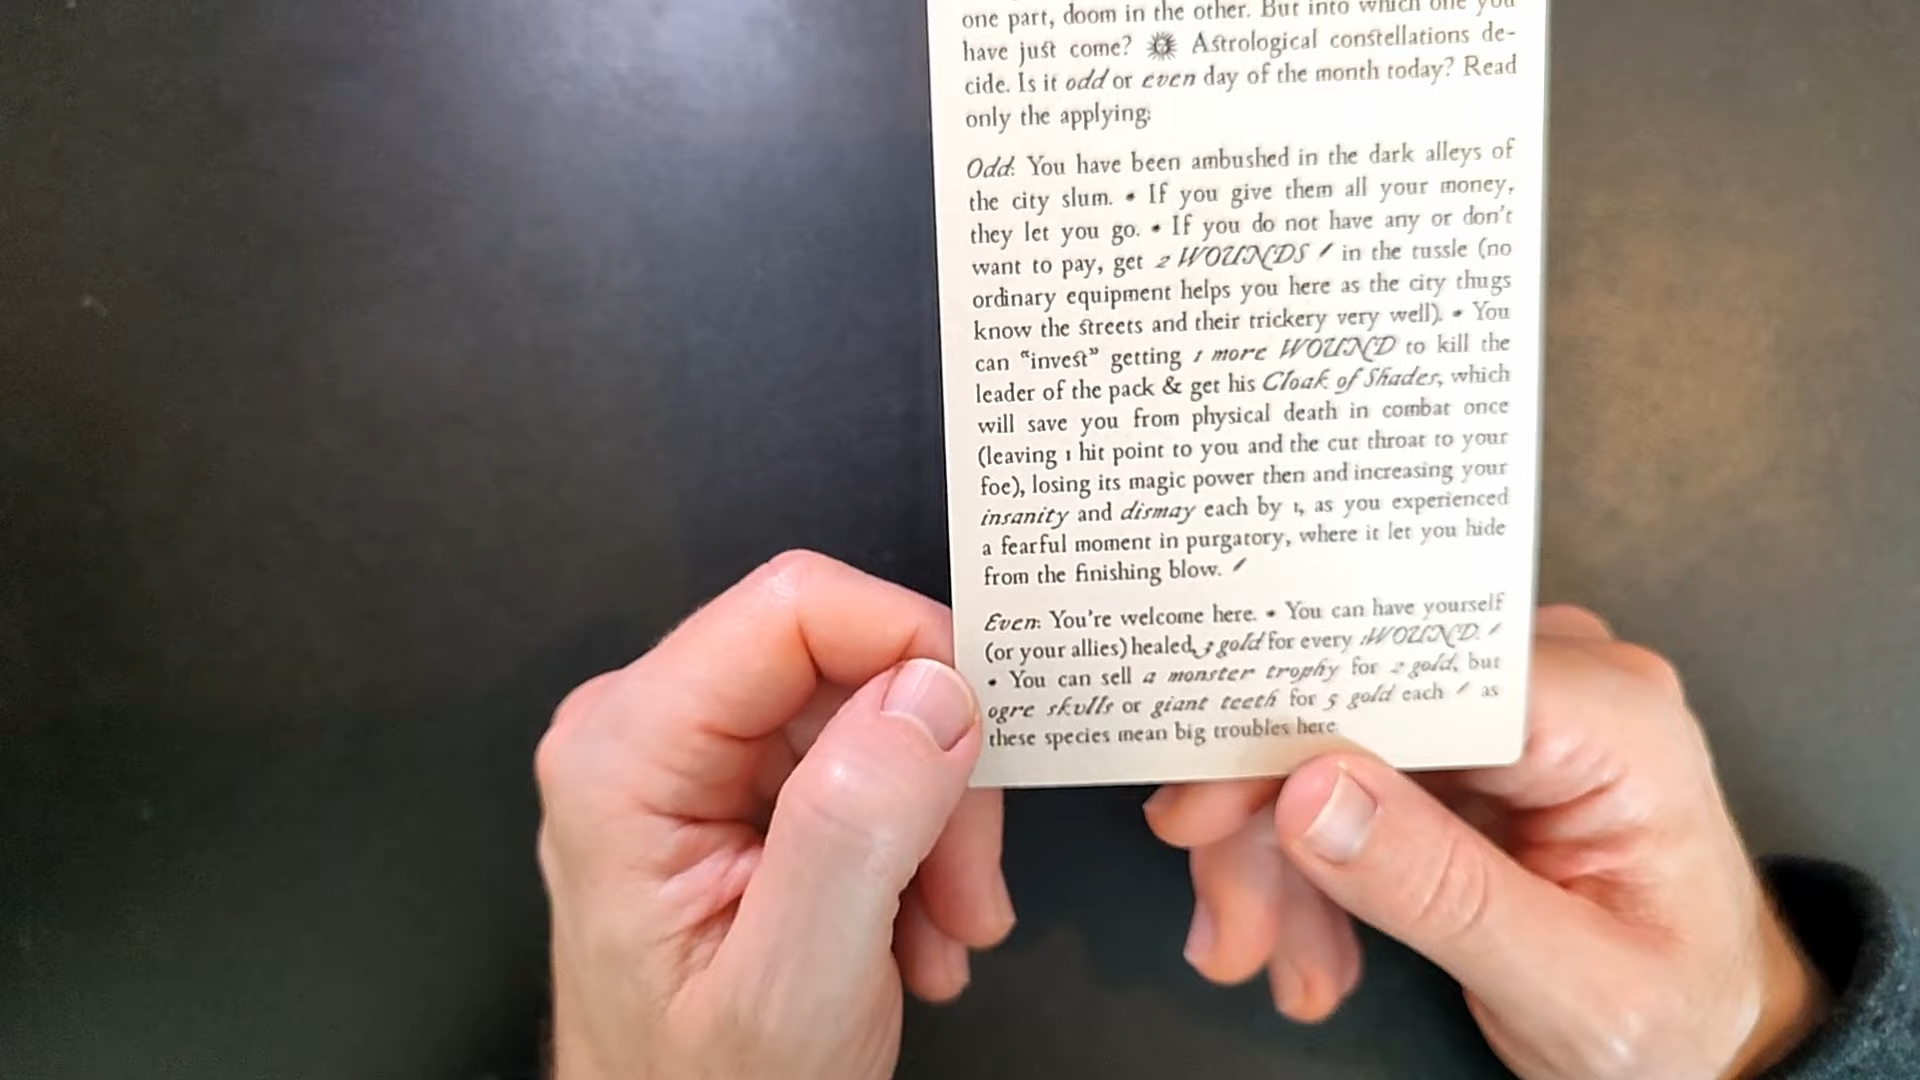 one part, doom in the other. But into which one you
have just come? Astrological constellations de-
cide. Is it odd or even day of the month today? Read
only the applying:
Odd: You have been ambushed in the dark alleys of
the city slum. • If you give them all your money,
they let you go. • If you do not have any or don't
want to pay, get 2 WOUNDS in the tussle (no
ordinary equipment helps you here as the city thugs
know the streets and their trickery very well). • You
can "invest" getting 1 more WOUND to kill the
leader of the pack & get his Cloak of Shades, which
will save you from physical death in combat once
(leaving 1 hit point to you and the cut throat to your
foe), losing its magic power then and increasing your
insanity and dismay each by 1, as you experienced
a fearful moment in purgatory, where it let you hide
from the finishing blow.
Even: You're welcome here. • You can have yourself
(or your allies) healed, 3 gold for every WOUND.
• You can sell a monster trophy for 2 gold, but
ogre skulls or giant teeth for 5 gold each as
these species mean big troubles here.